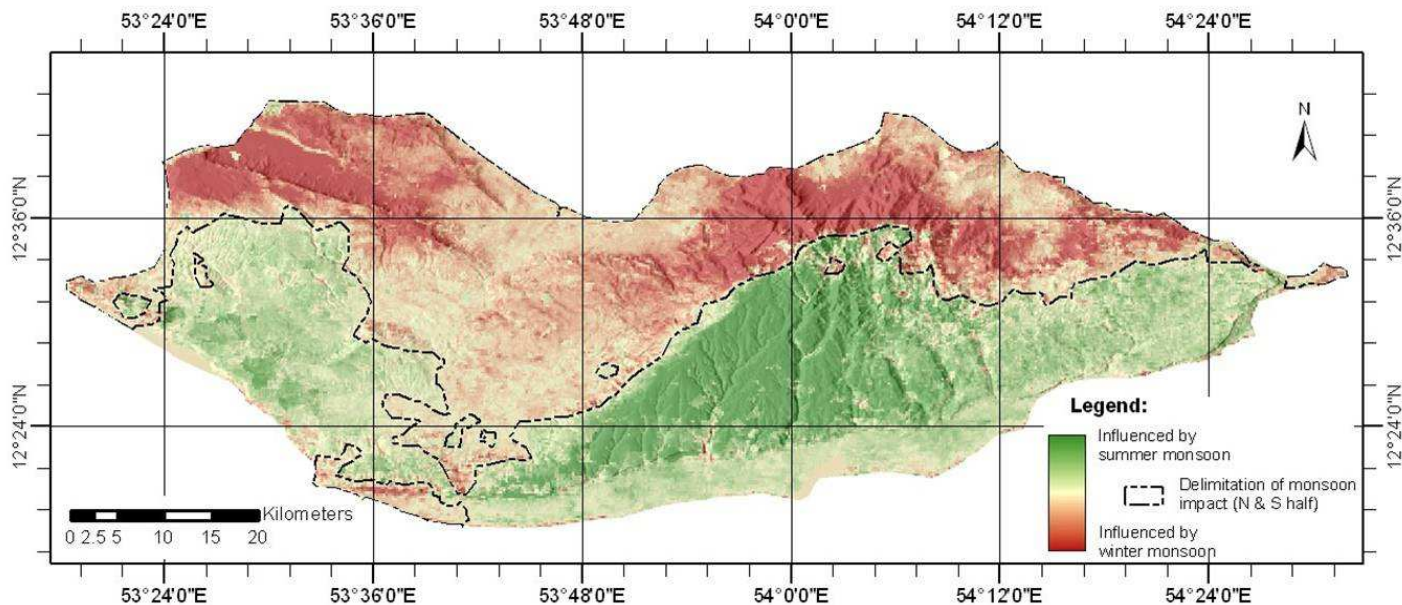 53°24'0"E 53°36'0"E 53°48'0"E 54°0'0"E 54°12'0"E 54°24'0"E
N
12°36'0"N 12°36'0"N
12°24'0"N 12°24'0"N
Legend:
Influenced by
summer monsoon
Delimitation of monsoon
impact (N & S half)
Influenced by
winter monsoon
Kilometers
0 2.5 5 10 15 20
53°24'0"E 53°36'0"E 53°48'0"E 54°0'0"E 54°12'0"E 54°24'0"E